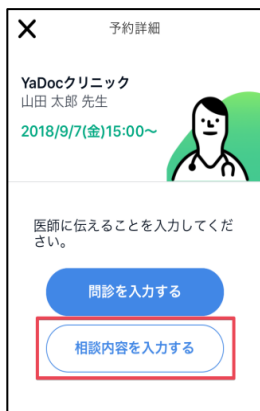 予約詳細
YaDocクリニック
山田 太郎 先生
2018/9/7(金)15:00～
医師に伝えることを入力してくだ
さい。
問診を入力する
相談内容を入力する